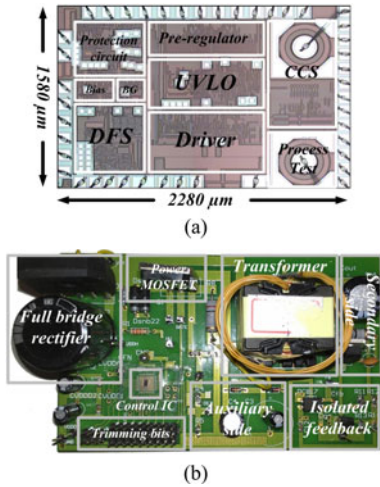 Protection
circuit
Pre-regulator
CCS
Bias
BG
UVLO
DFS
Driver
Process
Test
1580 μm
2280 μm
(a)
Power
MOSFET
Transformer
Secondary
side
Full bridge
rectifier
Control IC
Auxiliary
side
Isolated
feedback
Trimming bits
(b)